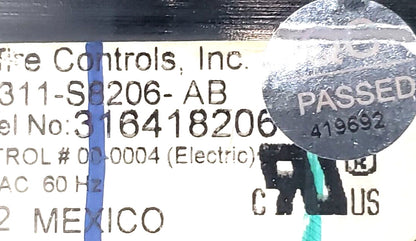 fire Controls, Inc.
311-S8206- AB
PASSED
el No:316418206
419692
TROL # 00-0004 (Electric)
AC 60 Hz
C US ®
2 MEXICO